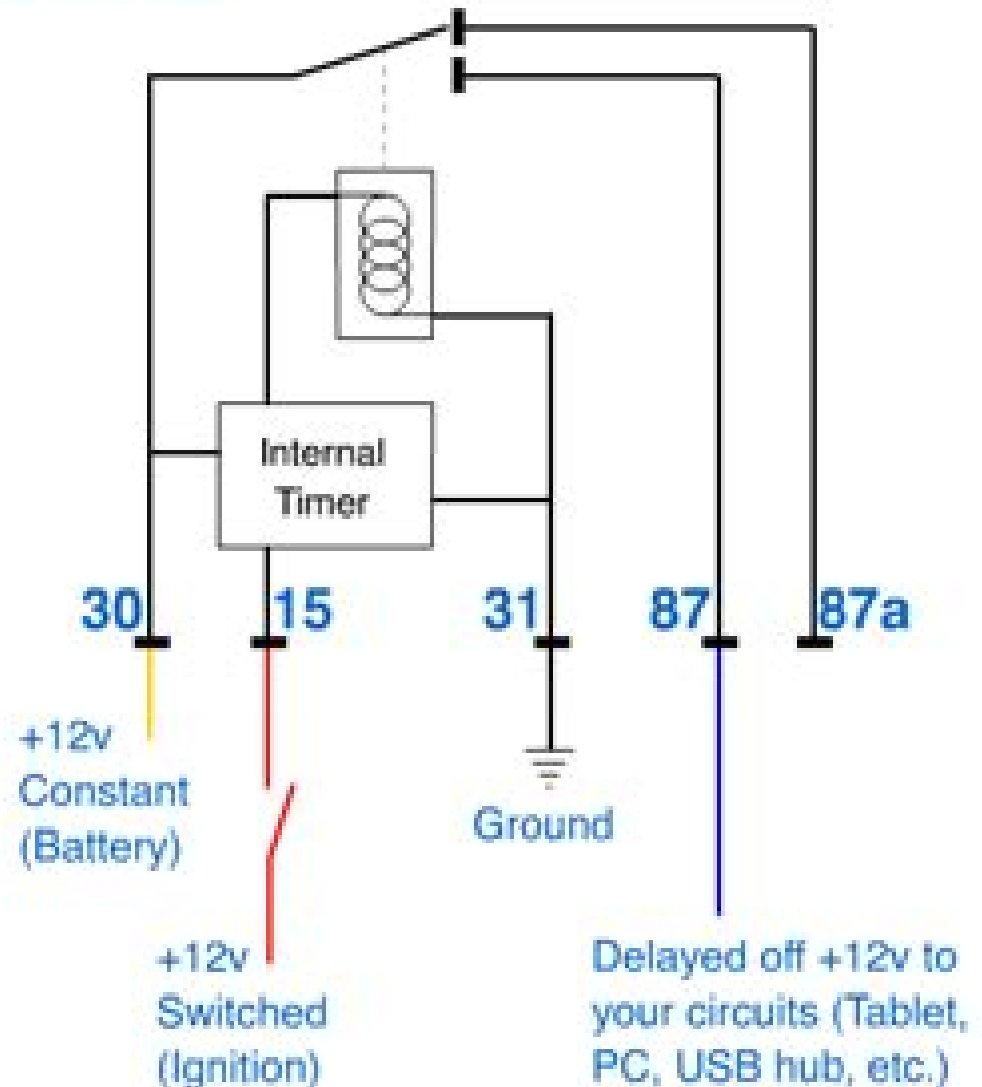 Internal
Timer
30
15
31
87
87a
+12v
Constant
(Battery)
Ground
+12v
Switched
(Ignition)
Delayed off +12v to
your circuits (Tablet,
PC, USB hub, etc.)